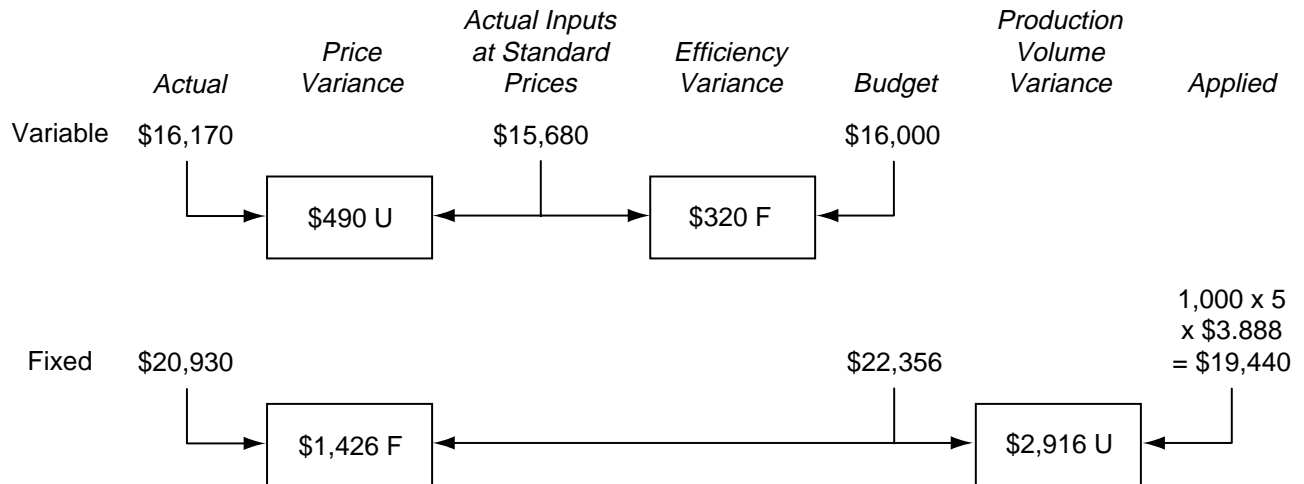 Actual
Price
Variance
Actual Inputs
at Standard
Prices
Efficiency
Variance
Budget
Production
Volume
Variance
Applied
Variable
$16,170
$15,680
$16,000
$490 U
$320 F
Fixed
$20,930
$22,356
1,000 x 5
x $3.888
= $19,440
$1,426 F
$2,916 U